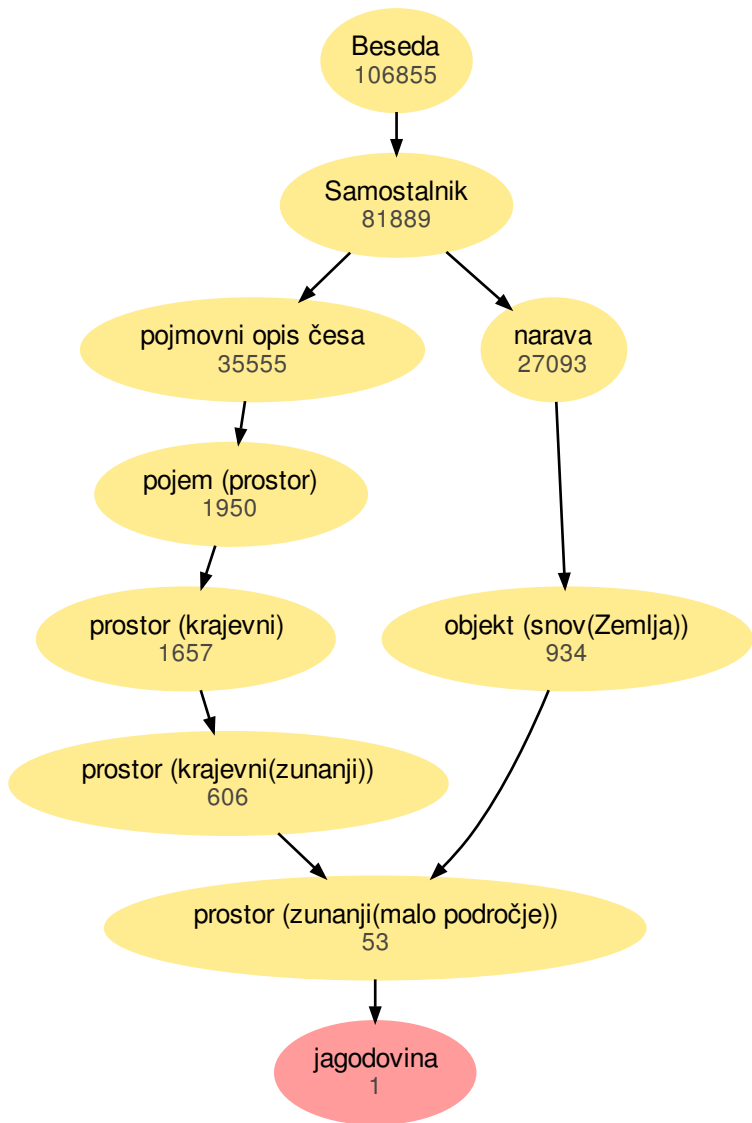 Beseda
106855
Samostalnik
81889
pojmovni opis česa
35555
narava
27093
pojem (prostor)
1950
prostor (krajevni)
1657
objekt (snov(Zemlja))
934
prostor (krajevni(zunanji))
606
prostor (zunanji(malo področje))
53
jagodovina
1